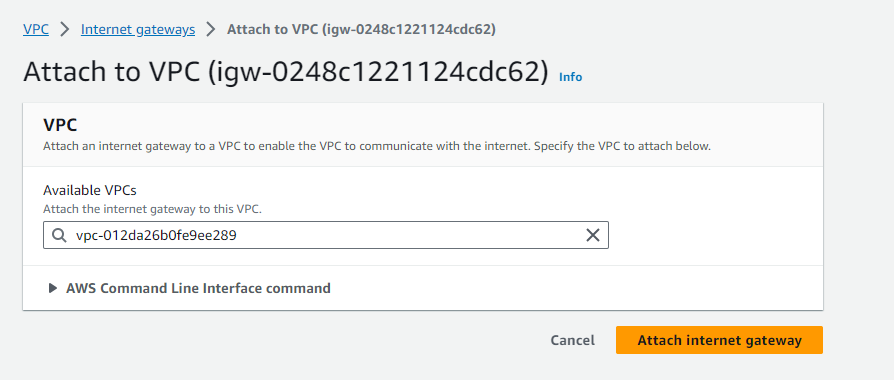 VPC > Internet gateways > Attach to VPC (igw-0248c1221124cdc62)
Attach to VPC (igw-0248c1221124cdc62) Info
VPC
Attach an internet gateway to a VPC to enable the VPC to communicate with the internet. Specify the VPC to attach below.
Available VPCs
Attach the internet gateway to this VPC.
vpc-012da26b0fe9ee289
AWS Command Line Interface command
Cancel Attach internet gateway